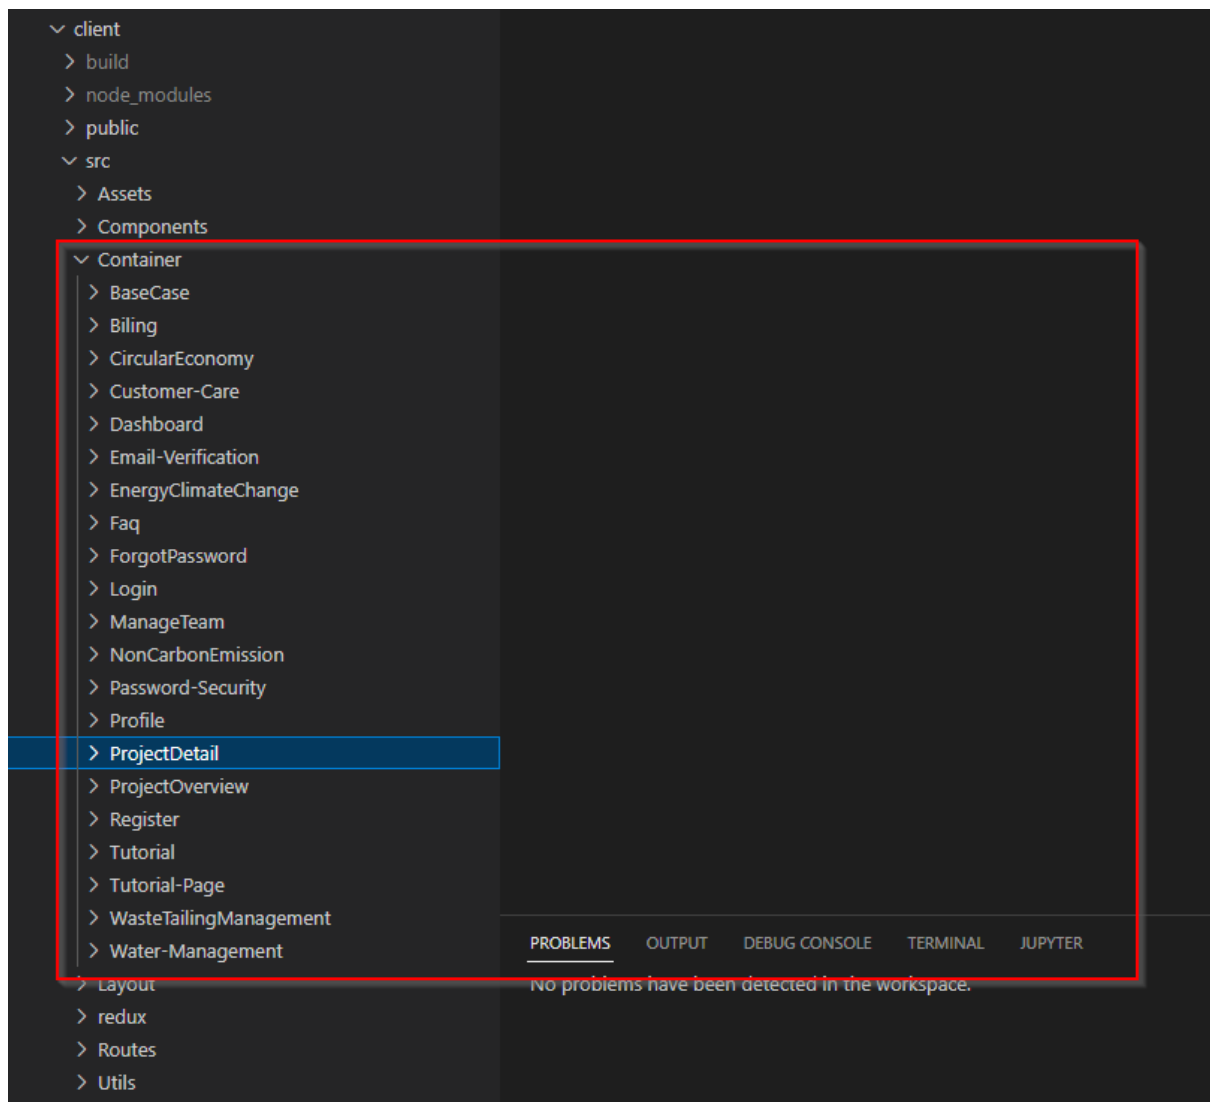 client
build
node_modules
public
src
Assets
Components
Container
BaseCase
Biling
CircularEconomy
Customer-Care
Dashboard
Email-Verification
EnergyClimateChange
Faq
ForgotPassword
Login
ManageTeam
NonCarbonEmission
Password-Security
Profile
ProjectDetail
ProjectOverview
Register
Tutorial
Tutorial-Page
WasteTailingManagement
Water-Management
Layout
redux
Routes
Utils
PROBLEMS OUTPUT DEBUG CONSOLE TERMINAL JUPYTER
No problems have been detected in the workspace.